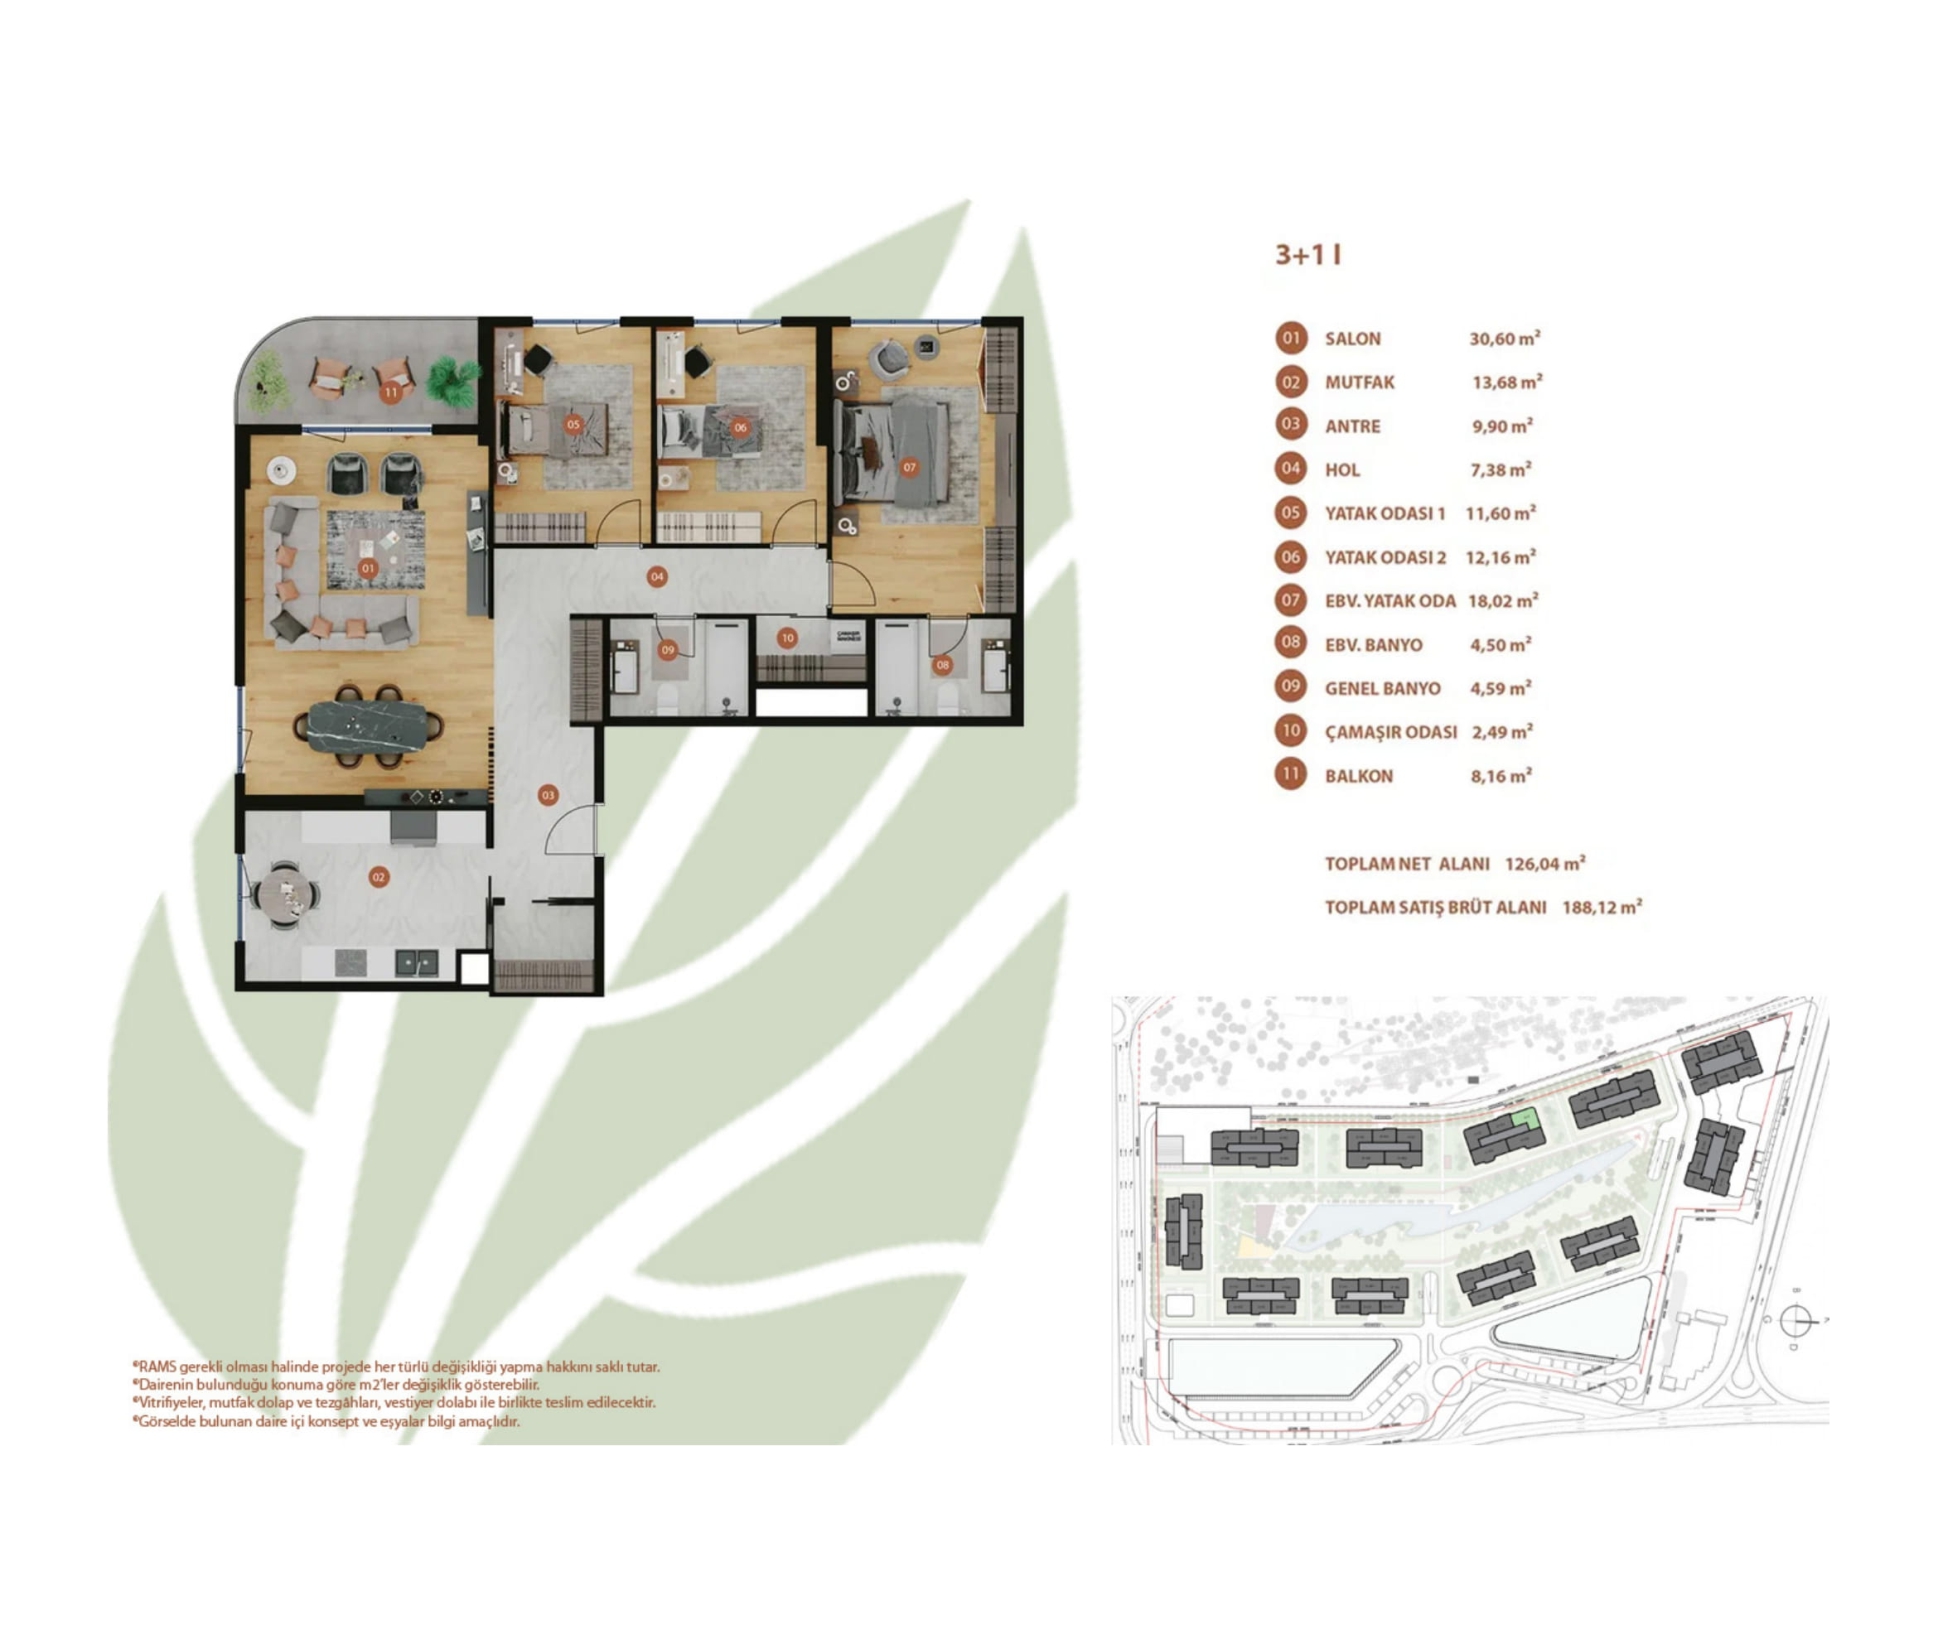 3+1 I
01 SALON 30,60 m²
02 MUTFAK 13,68 m²
03 ANTRE 9,90 m²
04 HOL 7,38 m²
05 YATAK ODASI 1 11,60 m²
06 YATAK ODASI 2 12,16 m²
07 EBV. YATAK ODA 18,02 m²
08 EBV. BANYO 4,50 m²
09 GENEL BANYO 4,59 m²
10 ÇAMAŞIR ODASI 2,49 m²
11 BALKON 8,16 m²
TOPLAM NET ALANI 126,04 m²
TOPLAM SATIŞ BRÜT ALANI 188,12 m²
11
05
06
07
01
04
10
ÇAMAŞIR
MAKİNESİ
09
08
03
02
*RAMS gerekli olması halinde projede her türlü değişikliği yapma hakkını saklı tutar.
*Dairenin bulunduğu konuma göre m2'ler değişiklik gösterebilir.
*Vitrifiyeler, mutfak dolap ve tezgâhları, vestiyer dolabı ile birlikte teslim edilecektir.
*Görselde bulunan daire içi konsept ve eşyalar bilgi amaçlıdır.